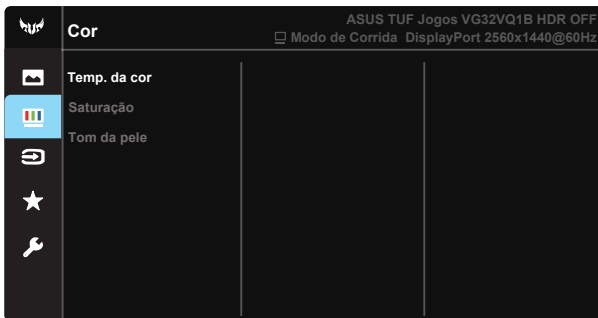 Cor
ASUS TUF Jogos VG32VQ1B HDR OFF
Modo de Corrida DisplayPort 2560x1440@60Hz
Temp. da cor
Saturação
Tom da pele